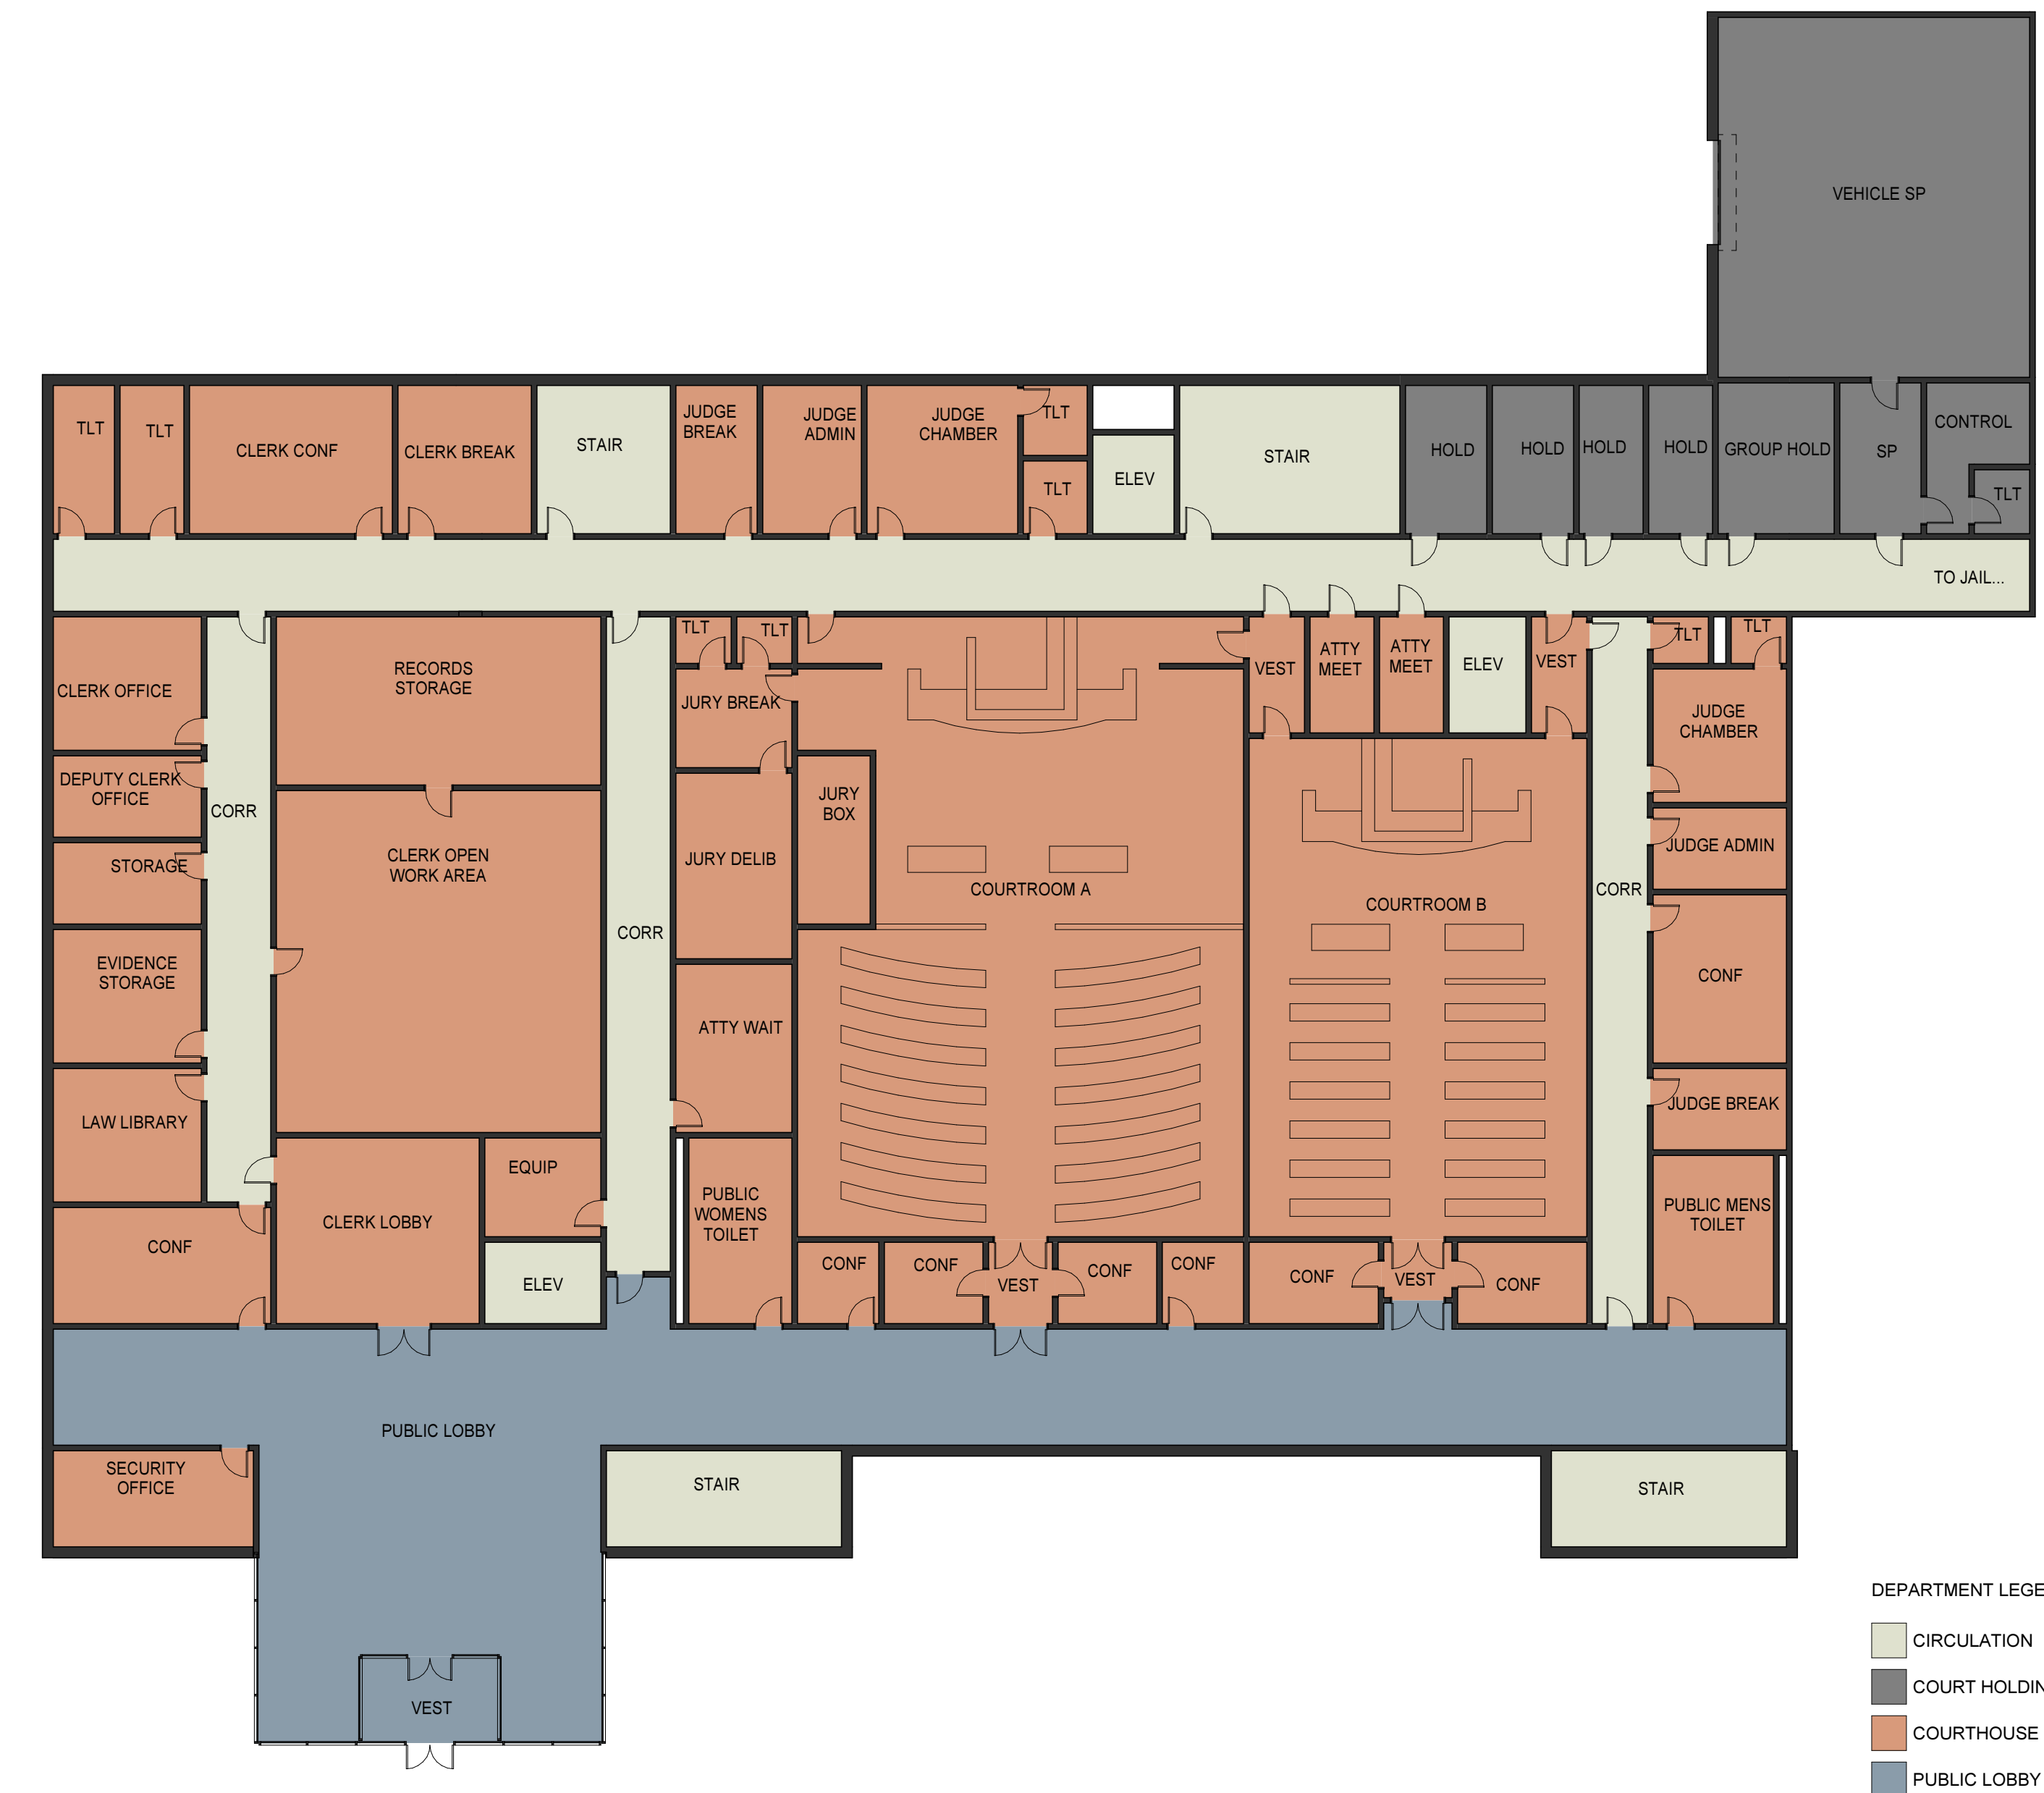 VEHICLE SP
TLT
TLT
CLERK CONF
CLERK BREAK
STAIR
JUDGE
BREAK
JUDGE
ADMIN
JUDGE
CHAMBER
TLT
TLT
ELEV
STAIR
HOLD
HOLD
HOLD
HOLD
GROUP HOLD
SP
CONTROL
TLT
TO JAIL...
CLERK OFFICE
DEPUTY CLERK
OFFICE
STORAGE
EVIDENCE
STORAGE
LAW LIBRARY
CONF
CORR
RECORDS
STORAGE
CLERK OPEN
WORK AREA
CLERK LOBBY
EQUIP
ELEV
CORR
TLT
TLT
JURY BREAK
JURY DELIB
ATTY WAIT
PUBLIC
WOMENS
TOILET
JURY
BOX
COURTROOM A
CONF
CONF
VEST
CONF
CONF
VEST
ATTY
MEET
ATTY
MEET
ELEV
VEST
COURTROOM B
CONF
VEST
CONF
CORR
TLT
TLT
JUDGE
CHAMBER
JUDGE ADMIN
CONF
JUDGE BREAK
PUBLIC MENS
TOILET
PUBLIC LOBBY
SECURITY
OFFICE
STAIR
STAIR
VEST
DEPARTMENT LEGE
CIRCULATION
COURT HOLDIN
COURTHOUSE
PUBLIC LOBBY